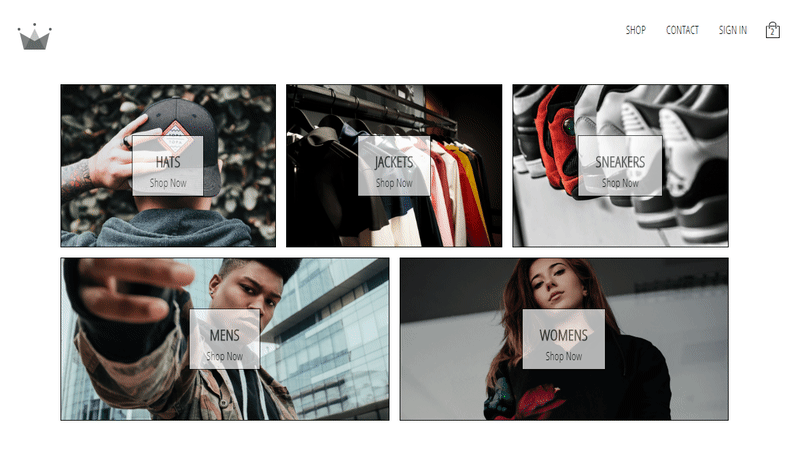 SHOP CONTACT SIGN IN 2
HATS
Shop Now
JACKETS
Shop Now
SNEAKERS
Shop Now
MENS
Shop Now
WOMENS
Shop Now